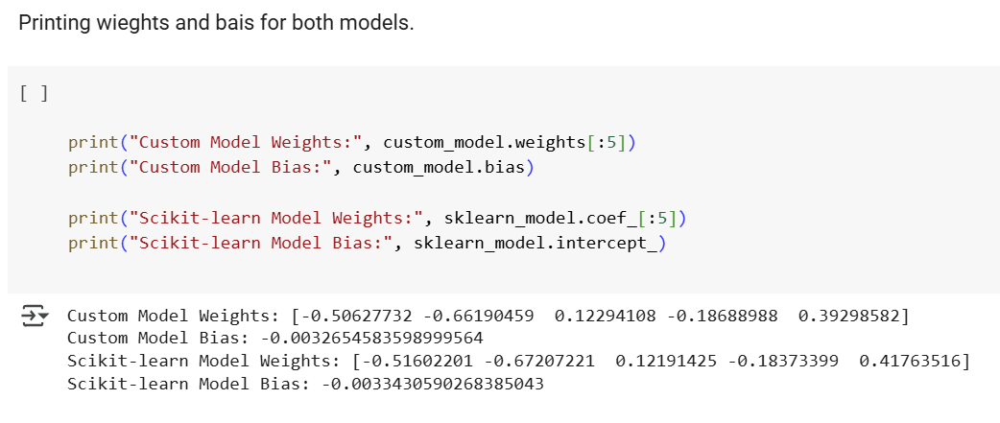 Printing wieghts and bais for both models.
[ ]
print("Custom Model Weights:", custom_model.weights[:5])
print("Custom Model Bias:", custom_model.bias)
print("Scikit-learn Model Weights:", sklearn_model.coef_[:5])
print("Scikit-learn Model Bias:", sklearn_model.intercept_)
Custom Model Weights: [-0.50627732 -0.66190459  0.12294108 -0.18688988  0.39298582]
Custom Model Bias: -0.0032654583598999564
Scikit-learn Model Weights: [-0.51602201 -0.67207221  0.12191425 -0.18373399  0.41763516]
Scikit-learn Model Bias: -0.0033430590268385043